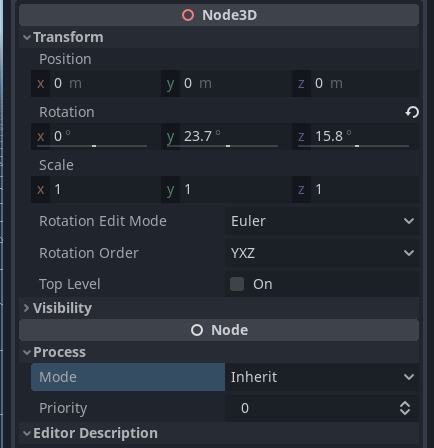 Node3D
Transform
Position
x 0 m y 0 m z 0 m
Rotation
x 0 ° y 23.7 ° z 15.8 °
Scale
x 1 y 1 z 1
Rotation Edit Mode Euler
Rotation Order YXZ
Top Level On
Visibility
Node
Process
Mode Inherit
Priority 0
Editor Description